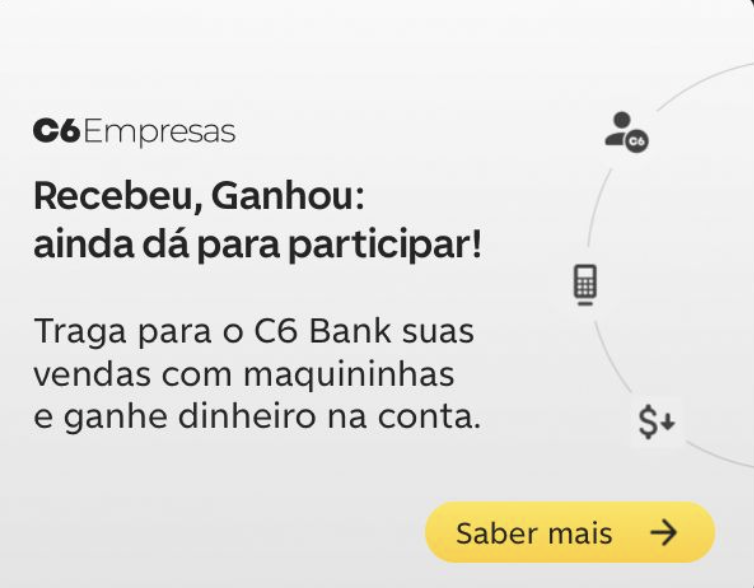 C6 Empresas
Recebeu, Ganhou:
ainda dá para participar!
Traga para o C6 Bank suas
vendas com maquininhas
e ganhe dinheiro na conta.
C6
$
Saber mais